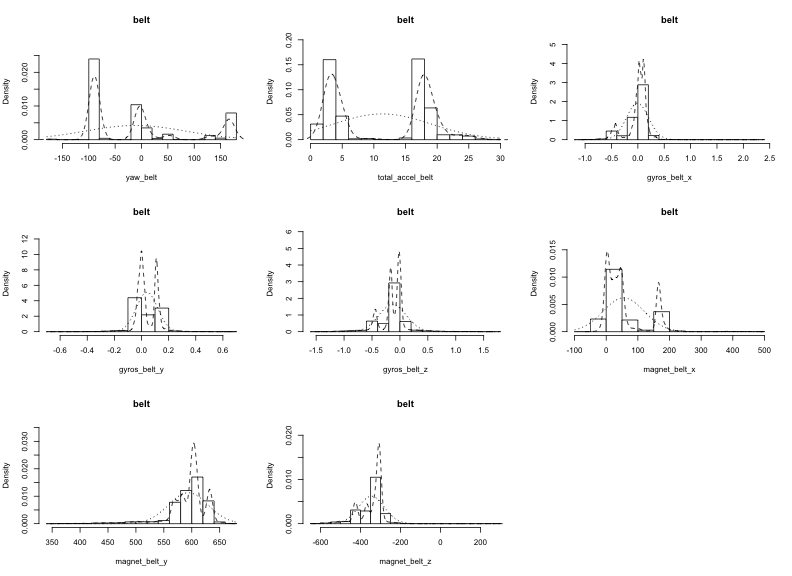 belt
Density
0.000 0.010 0.020
-150 -100 -50 0 50 100 150
yaw_belt
belt
Density
0.00 0.05 0.10 0.15 0.20
0 5 10 15 20 25 30
total_accel_belt
belt
Density
0 1 2 3 4 5
-1.0 -0.5 0.0 0.5 1.0 1.5 2.0 2.5
gyros_belt_x
belt
Density
0 2 4 6 8 10 12
-0.6 -0.4 -0.2 0.0 0.2 0.4 0.6
gyros_belt_y
belt
Density
0 1 2 3 4 5 6
-1.5 -1.0 -0.5 0.0 0.5 1.0 1.5
gyros_belt_z
belt
Density
0.000 0.005 0.010 0.015
-100 0 100 200 300 400 500
magnet_belt_x
belt
Density
0.000 0.010 0.020 0.030
350 400 450 500 550 600 650
magnet_belt_y
belt
Density
0.000 0.005 0.010 0.020
-600 -400 -200 0 200
magnet_belt_z